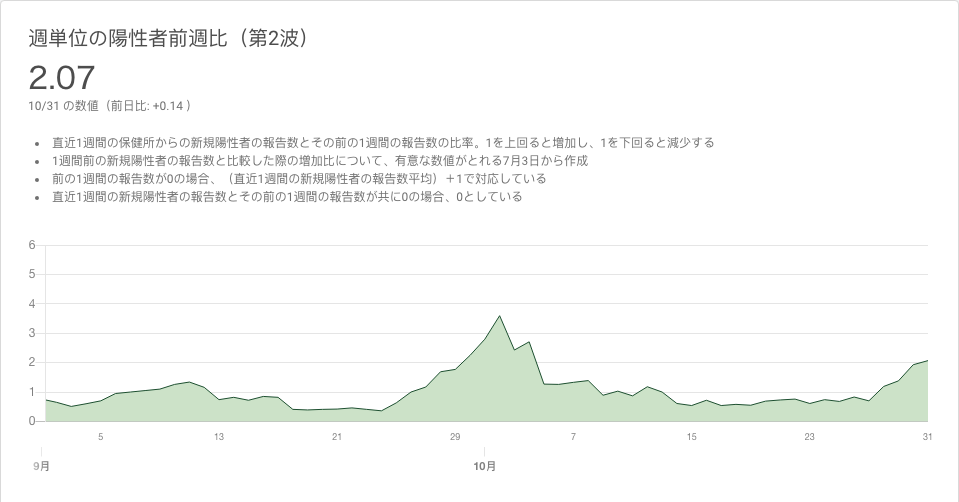 週単位の陽性者前週比（第2波）
2.07
10/31 の数値（前日比: +0.14 ）
• 直近1週間の保健所からの新規陽性者の報告数とその前の1週間の報告数の比率。1を上回ると増加し、1を下回ると減少する
• 1週間前の新規陽性者の報告数と比較した際の増加比について、有意な数値がとれる7月3日から作成
• 前の1週間の報告数が0の場合、（直近1週間の新規陽性者の報告数平均）＋1で対応している
• 直近1週間の新規陽性者の報告数とその前の1週間の報告数が共に0の場合、0としている
6
5
4
3
2
1
0
5 13 21 29 7 15 23 31
9月 10月